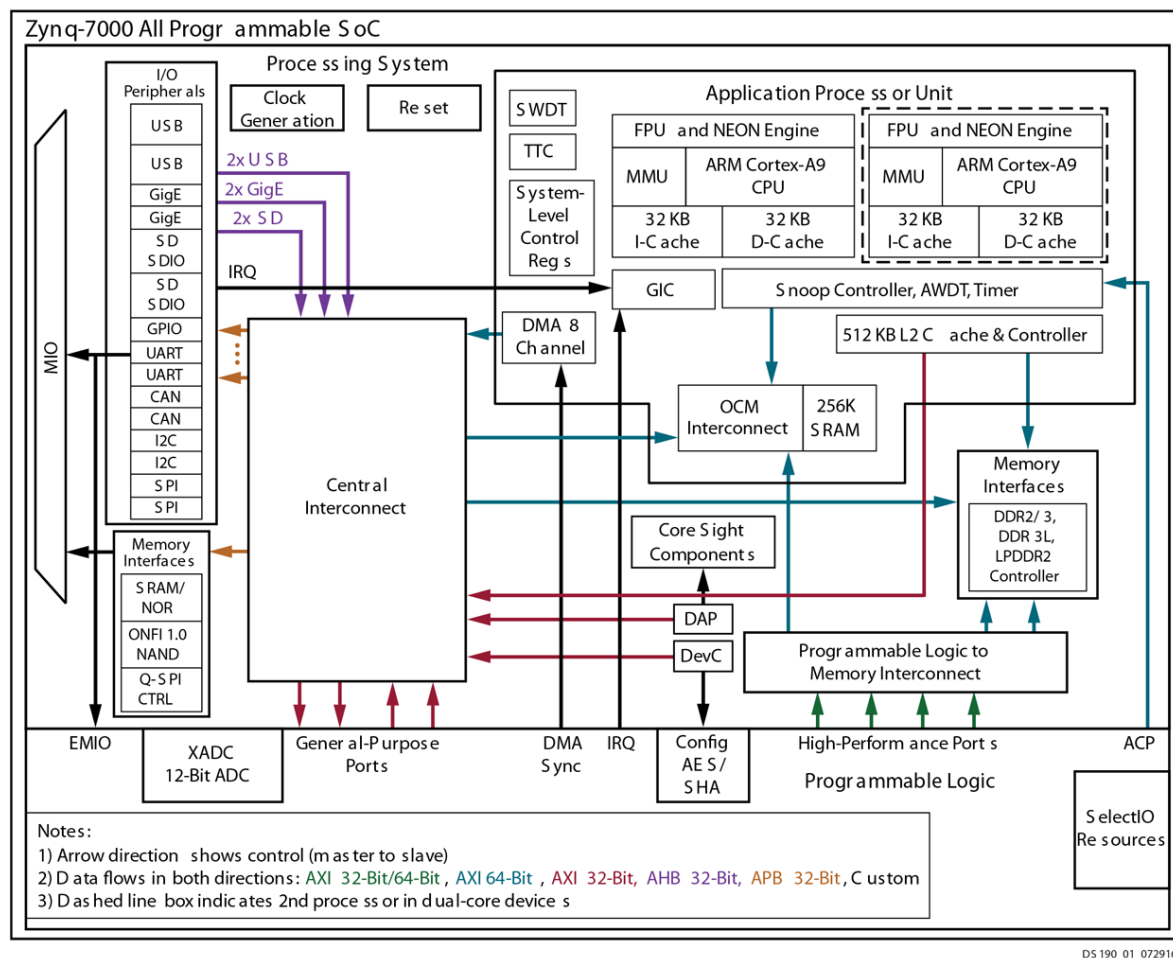 Zynq-7000 All Programmable SoC
Processing System
I/O
Peripherals
USB
USB
GigE
GigE
SD
SDIO
SD
SDIO
GPIO
UART
UART
CAN
CAN
I2C
I2C
SPI
SPI
MIO
Clock
Generation
Reset
2x USB
2x GigE
2x SD
IRQ
SWDT
TTC
System-
Level
Control
Regs
Application Processor Unit
FPU and NEON Engine
MMU
ARM Cortex-A9
CPU
32 KB
I-Cache
32 KB
D-Cache
FPU and NEON Engine
MMU
ARM Cortex-A9
CPU
32 KB
I-Cache
32 KB
D-Cache
GIC
Snoop Controller, AWDT, Timer
DMA 8
Channel
512 KB L2 Cache & Controller
OCM
Interconnect
256K
SRAM
Central
Interconnect
Memory
Interfaces
DDR2/3,
DDR3L,
LPDDR2
Controller
Memory
Interfaces
SRAM/
NOR
ONFI 1.0
NAND
Q-SPI
CTRL
CoreSight
Components
DAP
DevC
Programmable Logic to
Memory Interconnect
EMIO
XADC
12-Bit ADC
General-Purpose
Ports
DMA
Sync
IRQ
Config
AES/
SHA
High-Performance Ports
ACP
Programmable Logic
SelectIO
Resources
Notes:
1) Arrow direction shows control (master to slave)
2) Data flows in both directions: AXI 32-Bit/64-Bit, AXI 64-Bit, AXI 32-Bit, AHB 32-Bit, APB 32-Bit, Custom
3) Dashed line box indicates 2nd processor in dual-core devices